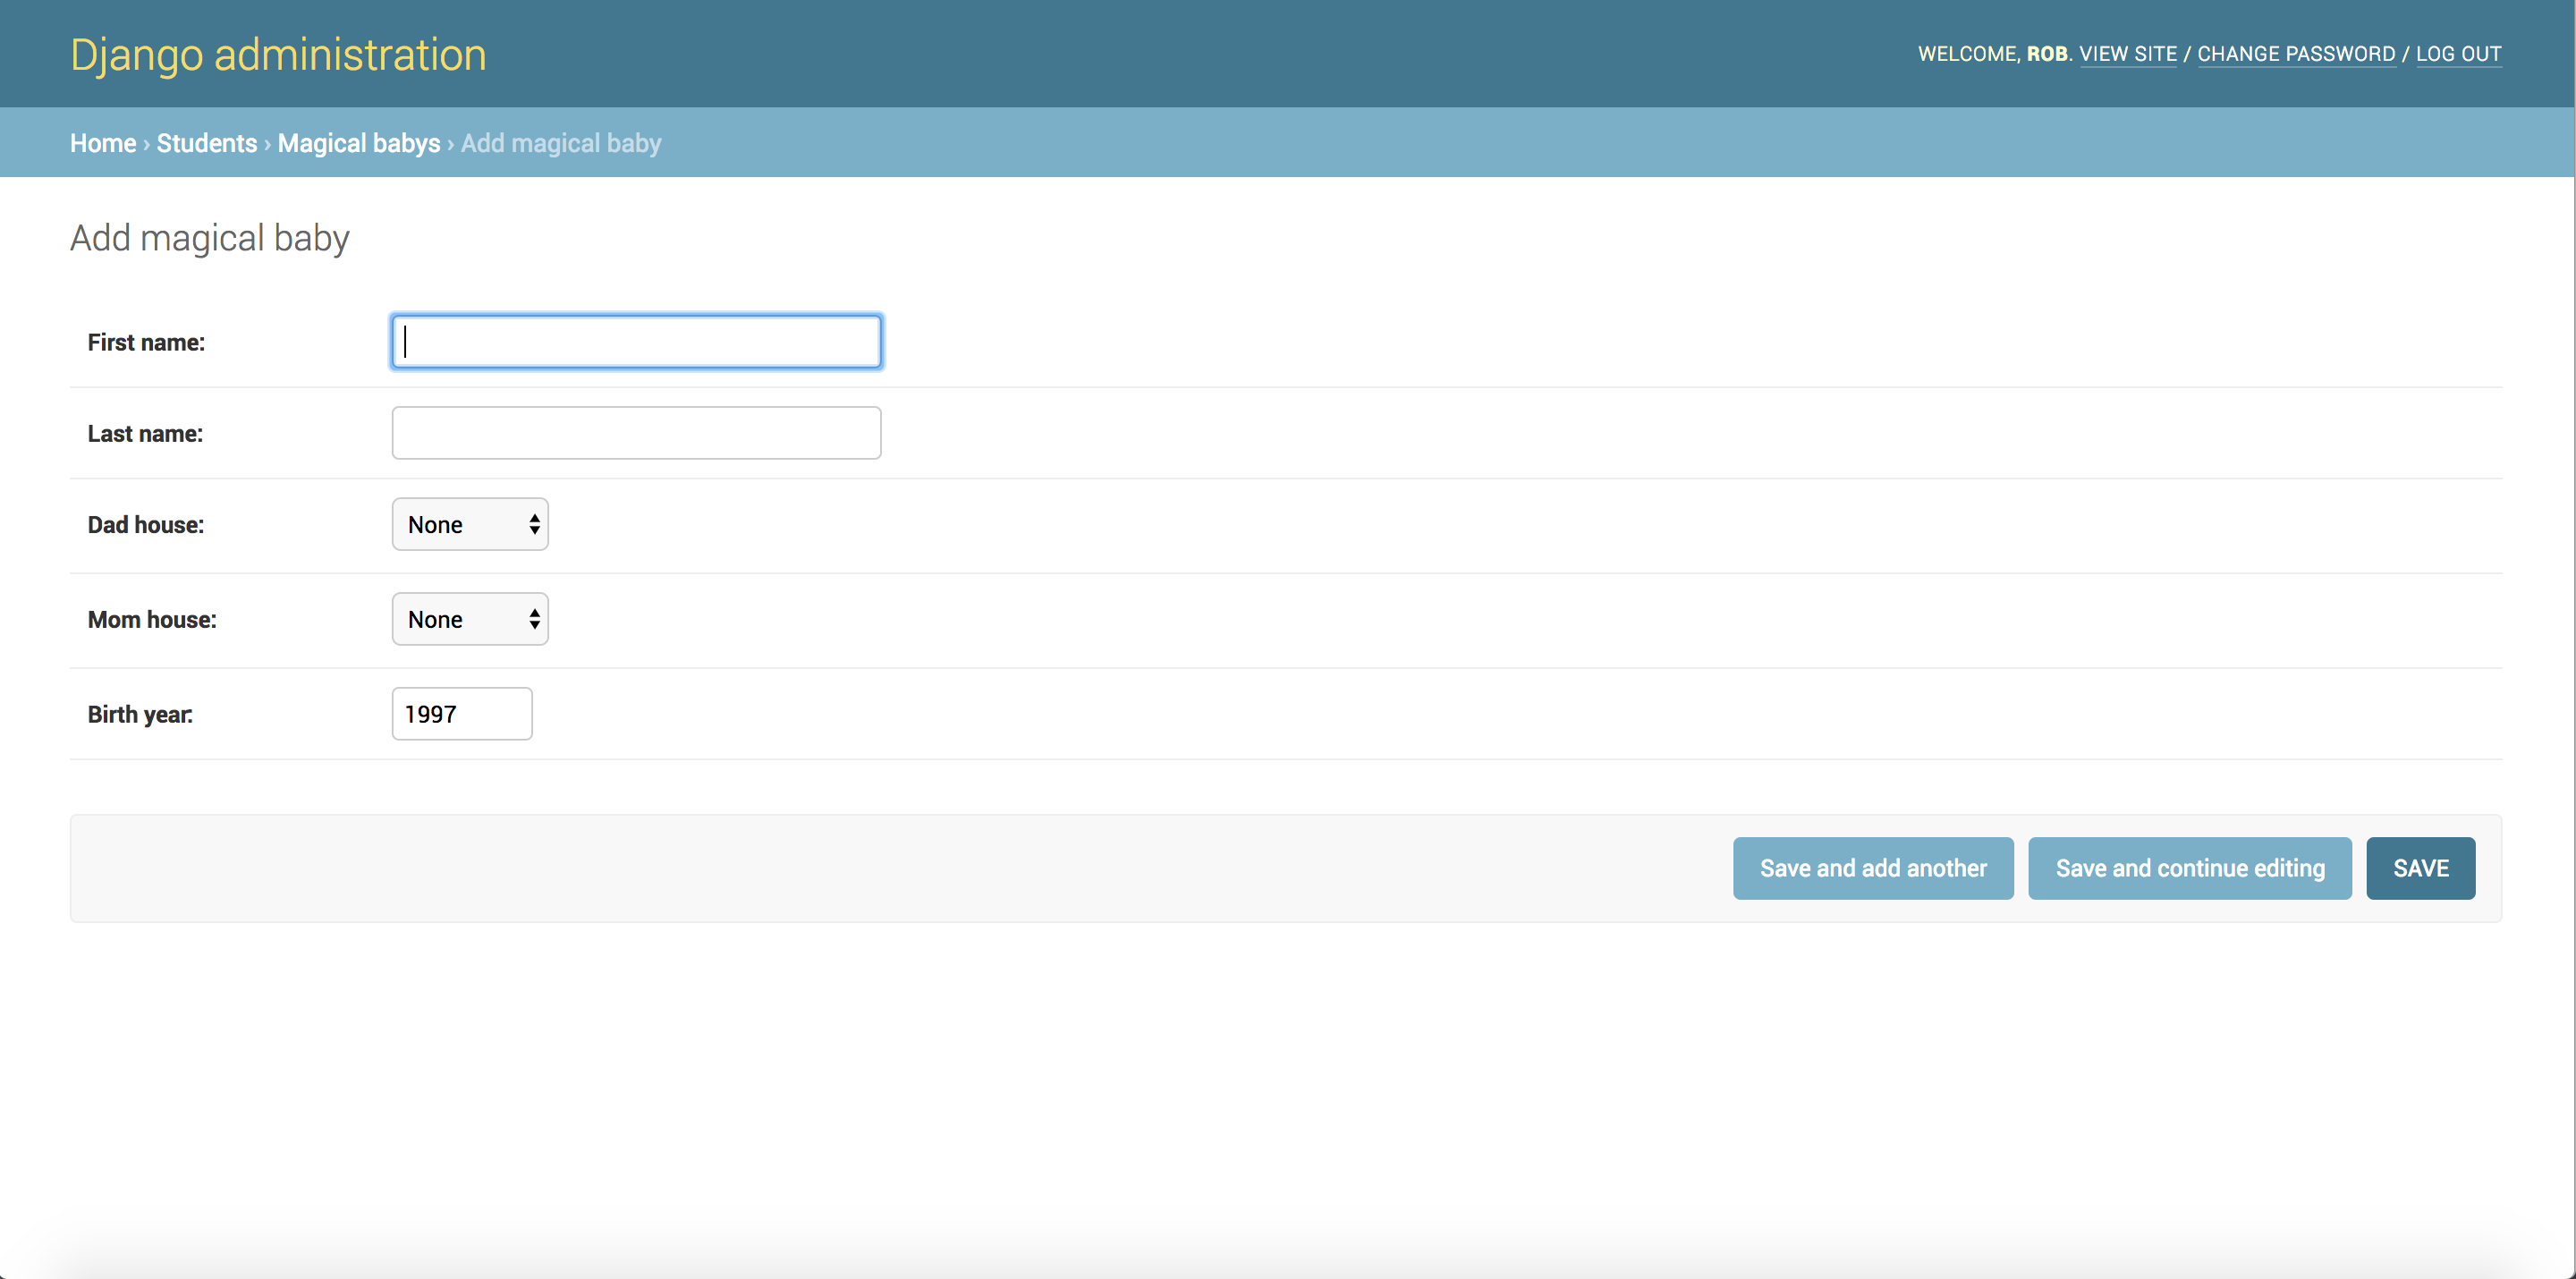 Django administration
WELCOME, ROB. VIEW SITE / CHANGE PASSWORD / LOG OUT
Home › Students › Magical babys › Add magical baby
Add magical baby
First name:
Last name:
Dad house: None
Mom house: None
Birth year: 1997
Save and add another Save and continue editing SAVE